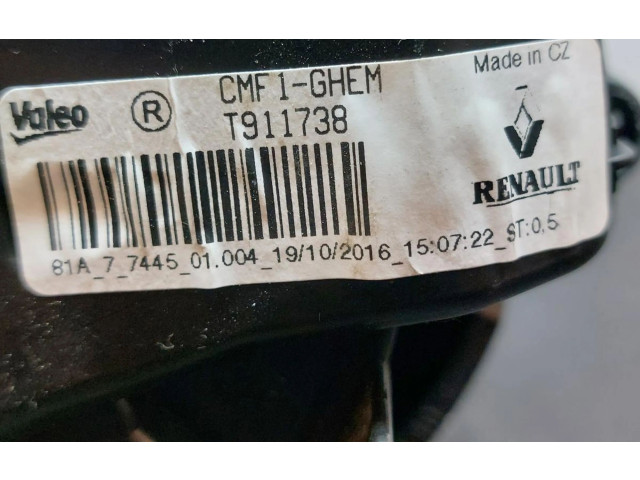 Valeo
®
CMF1-GHEM
T911738
Made in CZ
RENAULT
81A_7_7445_01.004_19/10/2016_15:07:22_ST:0,5